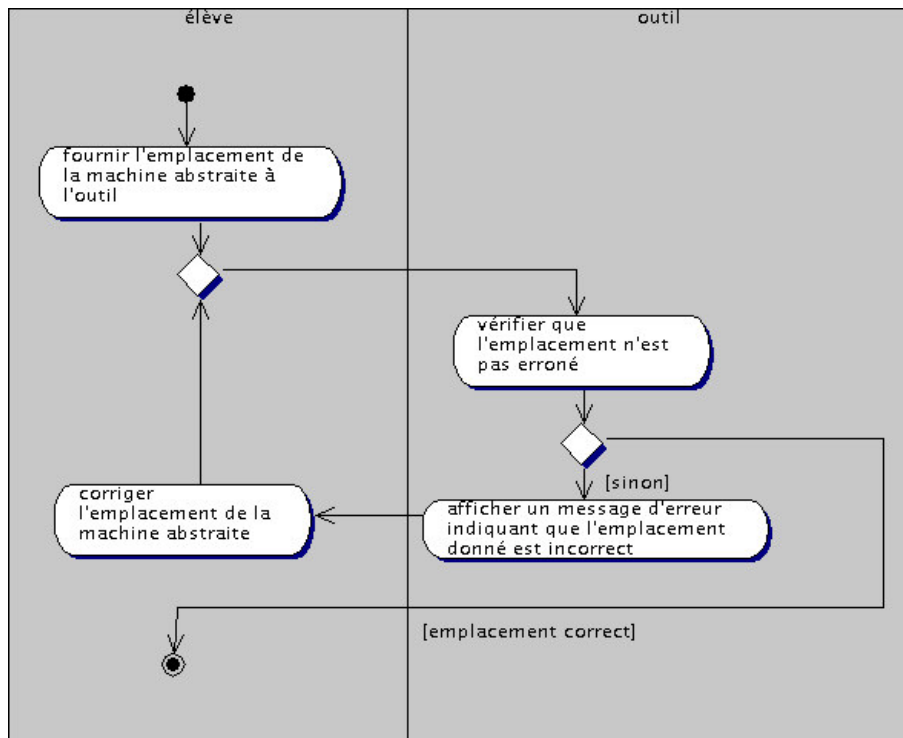 élève
outil
fournir l'emplacement de
la machine abstraite à
l'outil
vérifier que
l'emplacement n'est
pas erroné
[sinon]
afficher un message d'erreur
indiquant que l'emplacement
donné est incorrect
corriger
l'emplacement de la
machine abstraite
[emplacement correct]